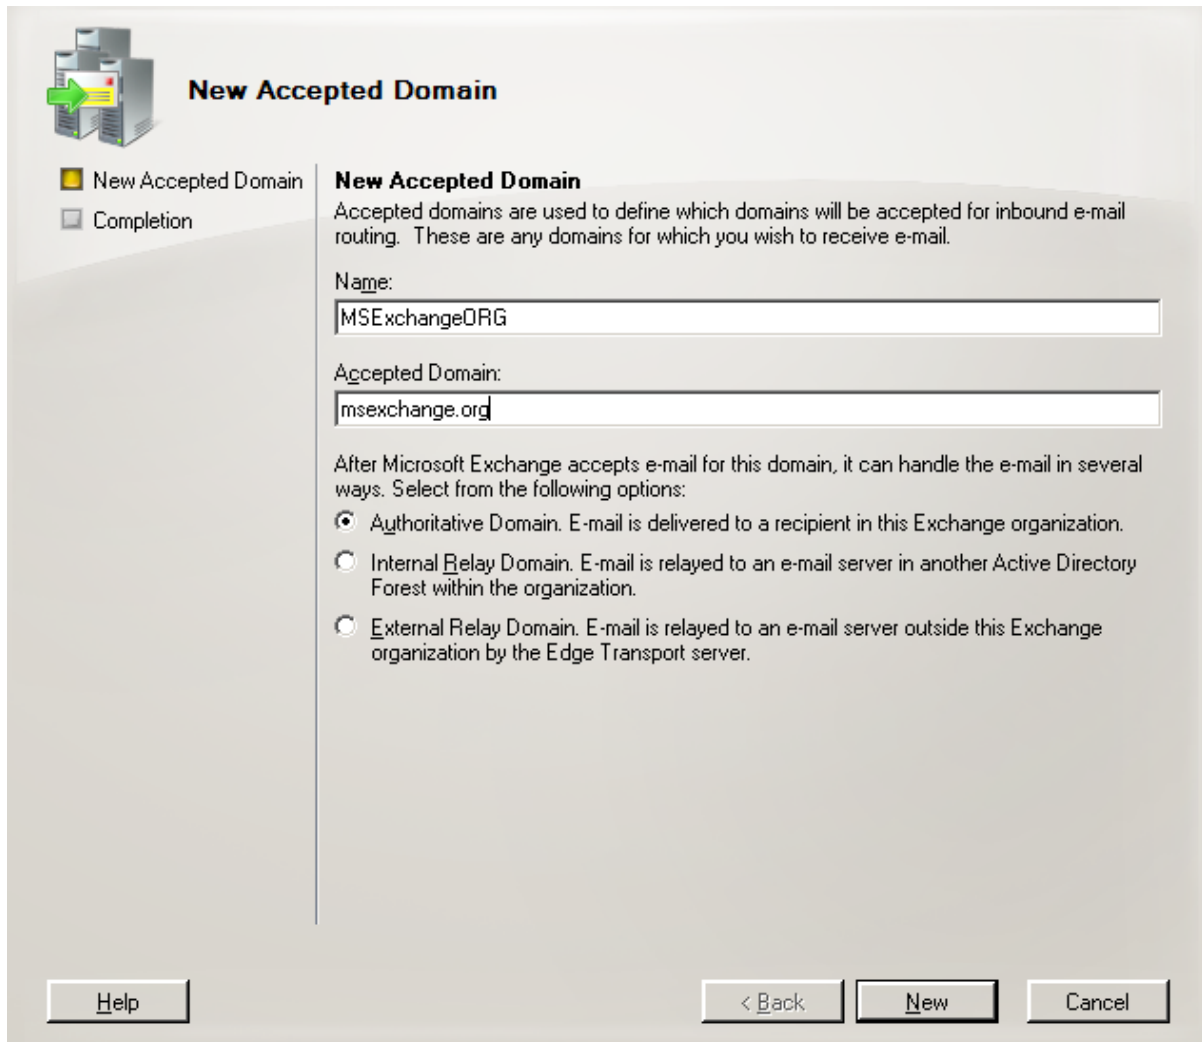 New Accepted Domain
New Accepted Domain
Completion
New Accepted Domain
Accepted domains are used to define which domains will be accepted for inbound e-mail
routing.  These are any domains for which you wish to receive e-mail.
Name:
MSExchangeORG
Accepted Domain:
msexchange.org
After Microsoft Exchange accepts e-mail for this domain, it can handle the e-mail in several
ways. Select from the following options:
Authoritative Domain. E-mail is delivered to a recipient in this Exchange organization.
Internal Relay Domain. E-mail is relayed to an e-mail server in another Active Directory
Forest within the organization.
External Relay Domain. E-mail is relayed to an e-mail server outside this Exchange
organization by the Edge Transport server.
Help
< Back
New
Cancel